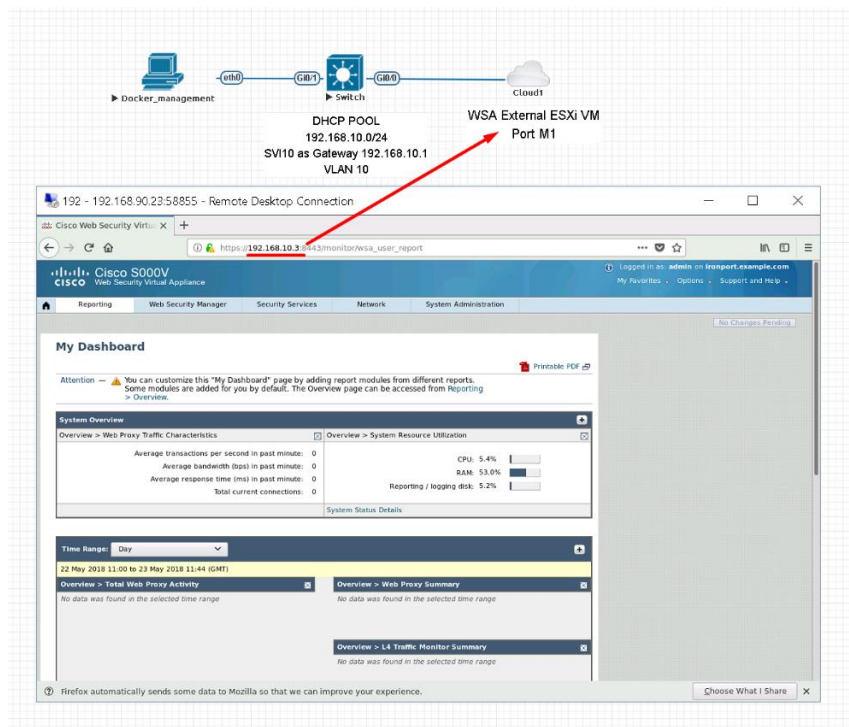 eth0
Gi0/1
Gi0/0
Docker_management
Switch
Cloud1
DHCP POOL
192.168.10.0/24
SVI10 as Gateway 192.168.10.1
VLAN 10
WSA External ESXi VM
Port M1
192 - 192.168.90.23:58855 - Remote Desktop Connection
Cisco Web Security Virtu
https://192.168.10.3:8443/monitor/wsa_user_report
CISCO
Cisco S000V
Web Security Virtual Appliance
Logged in as: admin on ironport.example.com
My Favorites Options Support and Help
Reporting Web Security Manager Security Services Network System Administration
No Changes Pending
My Dashboard
Printable PDF
Attention — You can customize this "My Dashboard" page by adding report modules from different reports.
Some modules are added for you by default. The Overview page can be accessed from Reporting
> Overview.
System Overview
Overview > Web Proxy Traffic Characteristics
Average transactions per second in past minute: 0
Average bandwidth (bps) in past minute: 0
Average response time (ms) in past minute: 0
Total current connections: 0
Overview > System Resource Utilization
CPU: 5.4%
RAM: 53.0%
Reporting / logging disk: 5.2%
System Status Details
Time Range: Day
22 May 2018 11:00 to 23 May 2018 11:44 (GMT)
Overview > Total Web Proxy Activity
No data was found in the selected time range
Overview > Web Proxy Summary
No data was found in the selected time range
Overview > L4 Traffic Monitor Summary
No data was found in the selected time range
Firefox automatically sends some data to Mozilla so that we can improve your experience.
Choose What I Share